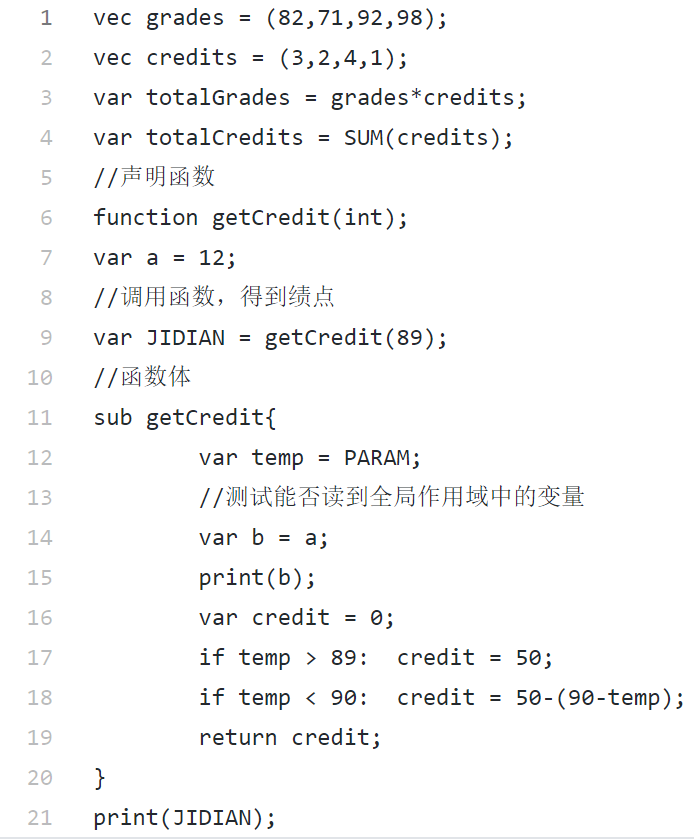 1 vec grades = (82,71,92,98);
2 vec credits = (3,2,4,1);
3 var totalGrades = grades*credits;
4 var totalCredits = SUM(credits);
5 //声明函数
6 function getCredit(int);
7 var a = 12;
8 //调用函数，得到绩点
9 var JIDIAN = getCredit(89);
10 //函数体
11 sub getCredit{
12         var temp = PARAM;
13         //测试能否读到全局作用域中的变量
14         var b = a;
15         print(b);
16         var credit = 0;
17         if temp > 89:  credit = 50;
18         if temp < 90:  credit = 50-(90-temp);
19         return credit;
20 }
21 print(JIDIAN);